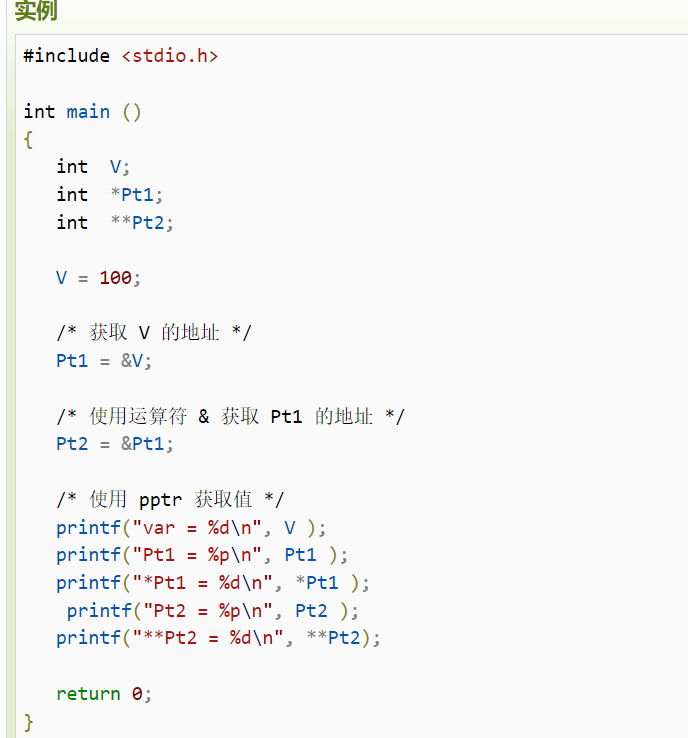 实例
#include <stdio.h>
int main ()
{
int  V;
int  *Pt1;
int  **Pt2;
V = 100;
/* 获取 V 的地址 */
Pt1 = &V;
/* 使用运算符 & 获取 Pt1 的地址 */
Pt2 = &Pt1;
/* 使用 pptr 获取值 */
printf("var = %d\n", V );
printf("Pt1 = %p\n", Pt1 );
printf("*Pt1 = %d\n", *Pt1 );
printf("Pt2 = %p\n", Pt2 );
printf("**Pt2 = %d\n", **Pt2);
return 0;
}